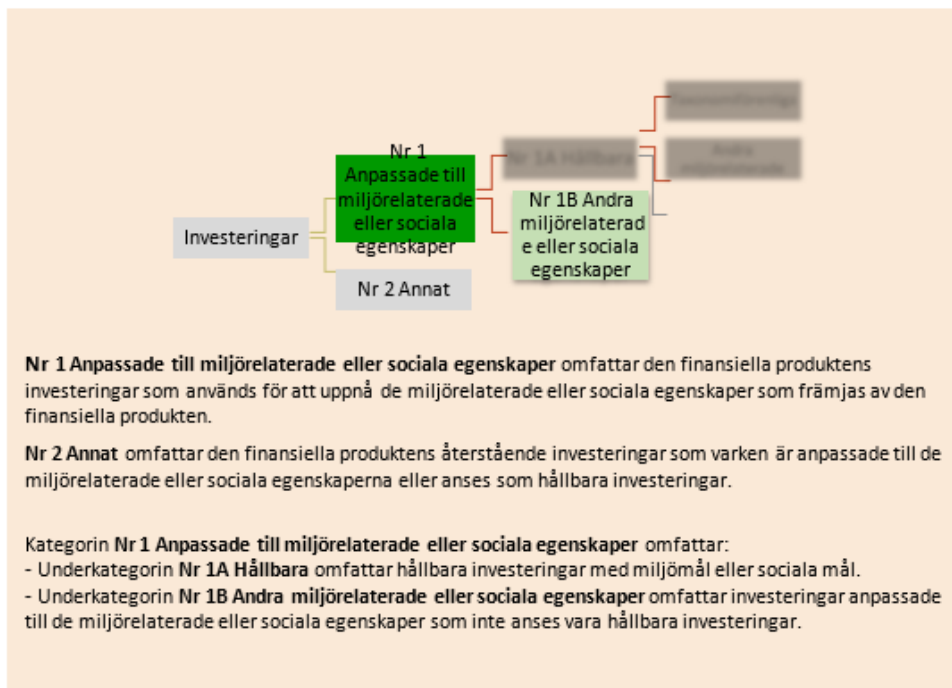 Taxonomiförenliga
Nr 1
Anpassade till
miljörelaterade
eller sociala
egenskaper
Nr 1A Hållbara
Andra
miljörelaterade
Nr 1B Andra
miljörelaterad
e eller sociala
egenskaper
Investeringar
Nr 2 Annat
Nr 1 Anpassade till miljörelaterade eller sociala egenskaper omfattar den finansiella produktens
investeringar som används för att uppnå de miljörelaterade eller sociala egenskaper som främjas av den
finansiella produkten.
Nr 2 Annat omfattar den finansiella produktens återstående investeringar som varken är anpassade till de
miljörelaterade eller sociala egenskaperna eller anses som hållbara investeringar.
Kategorin Nr 1 Anpassade till miljörelaterade eller sociala egenskaper omfattar:
- Underkategorin Nr 1A Hållbara omfattar hållbara investeringar med miljömål eller sociala mål.
- Underkategorin Nr 1B Andra miljörelaterade eller sociala egenskaper omfattar investeringar anpassade
till de miljörelaterade eller sociala egenskaper som inte anses vara hållbara investeringar.